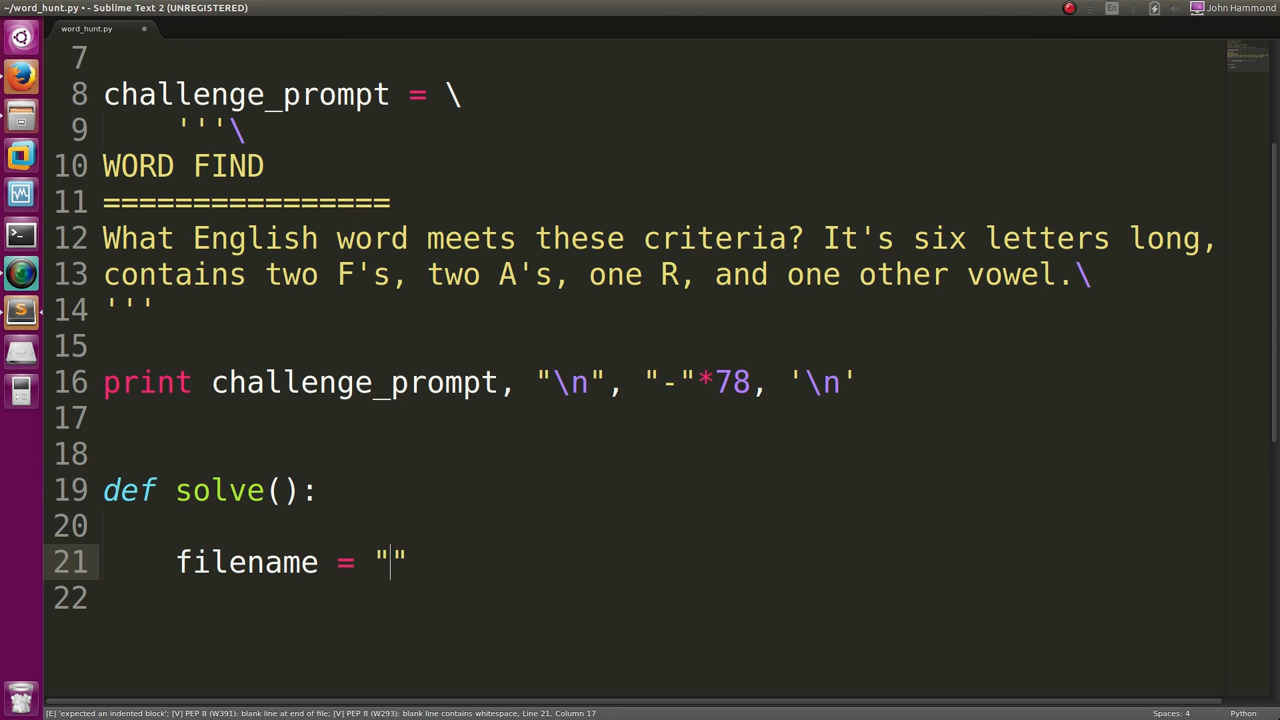 ~/word_hunt.py • - Sublime Text 2 (UNREGISTERED)
En
John Hammond
word_hunt.py
7
8 challenge_prompt = \
9     '''\
10 WORD FIND
11 ================
12 What English word meets these criteria? It's six letters long,
13 contains two F's, two A's, one R, and one other vowel.\
14 '''
15
16 print challenge_prompt, "\n", "-"*78, '\n'
17
18
19 def solve():
20
21     filename = ""
22
[E] 'expected an indented block'; [V] PEP 8 (W391): blank line at end of file; [V] PEP 8 (W293): blank line contains whitespace, Line 21, Column 17
Spaces: 4
Python